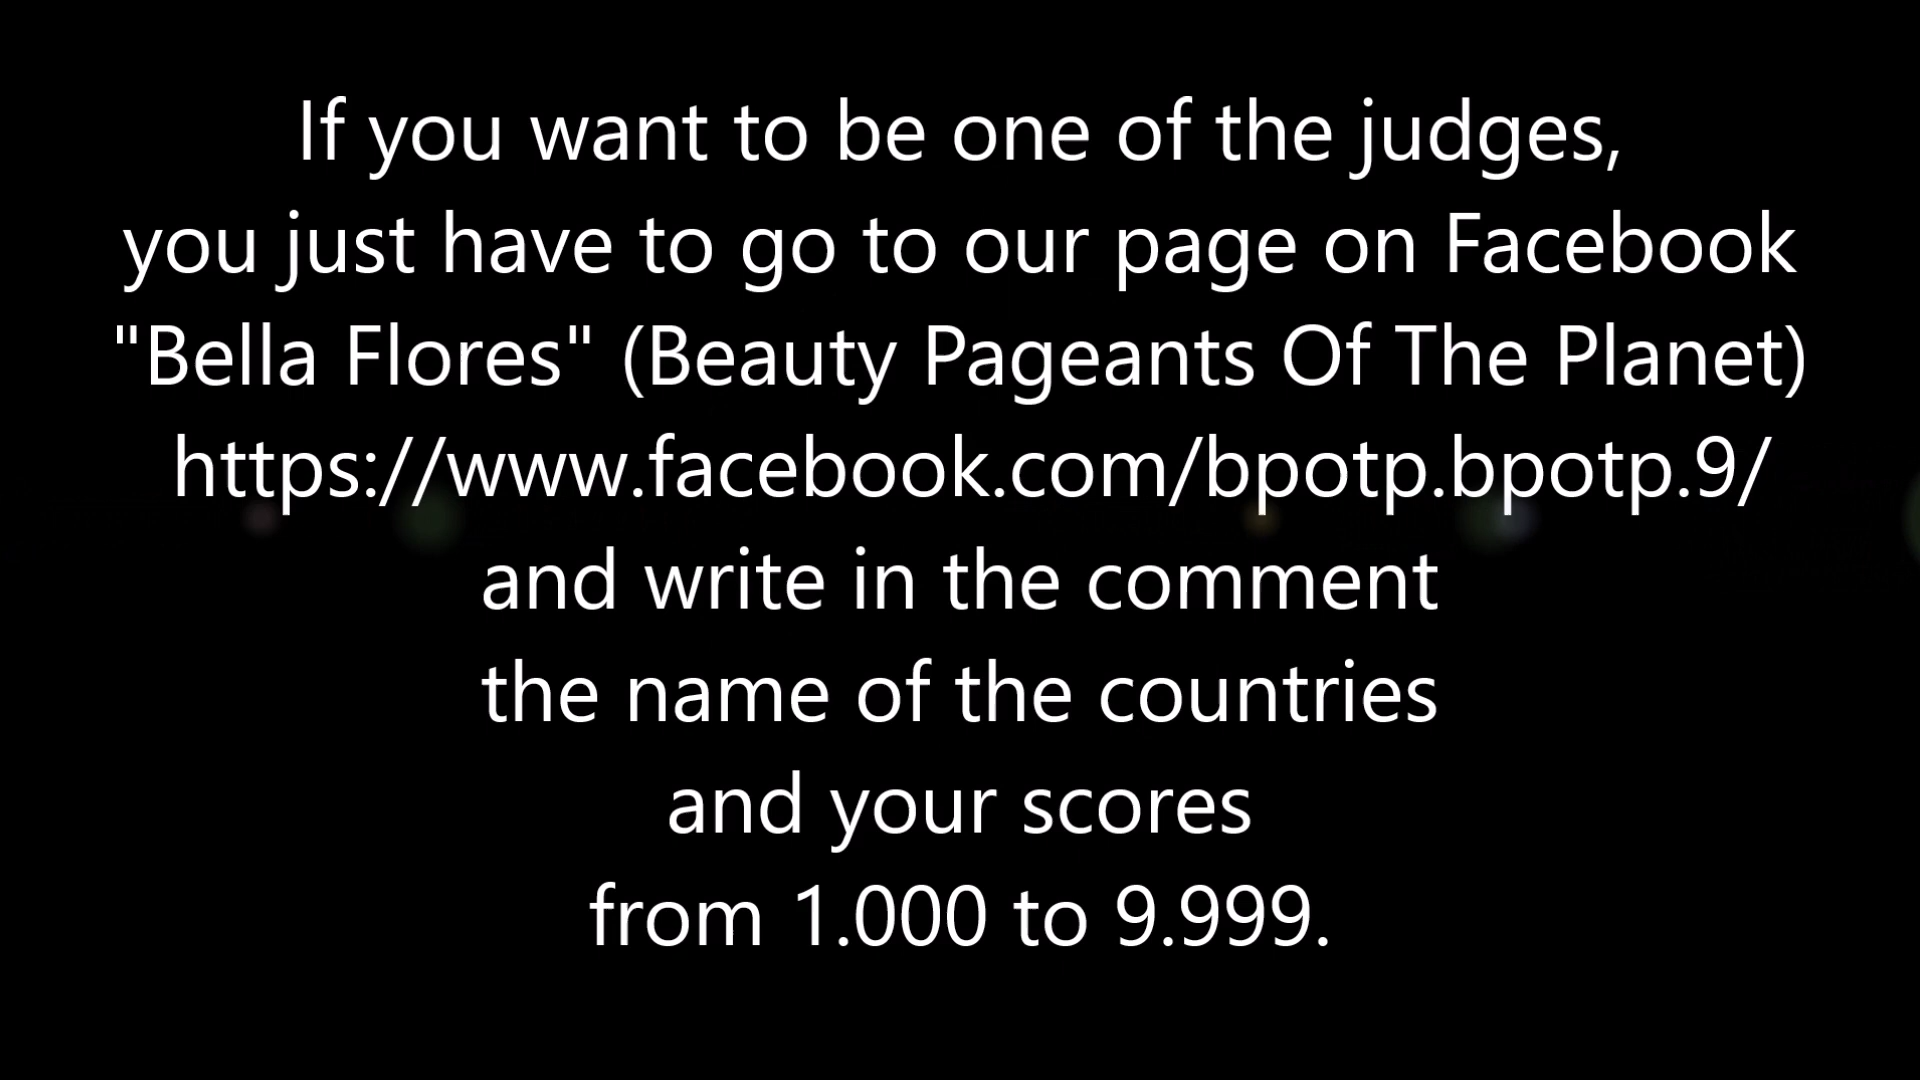 If you want to be one of the judges,
you just have to go to our page on Facebook
"Bella Flores" (Beauty Pageants Of The Planet)
https://www.facebook.com/bpotp.bpotp.9/
and write in the comment
the name of the countries
and your scores
from 1.000 to 9.999.